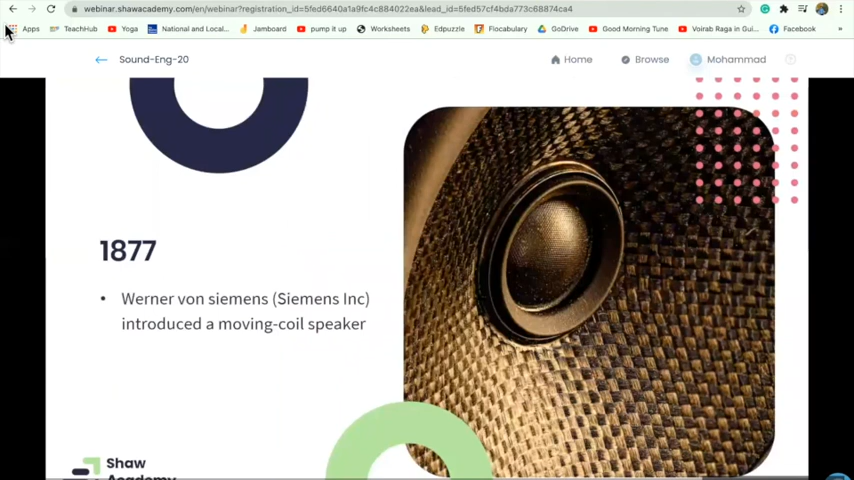 webinar.shawacademy.com/en/webinar?registration_id=5fed6640a1a9fc4c884022ea&lead_id=5fed57cf4bda773c68874ca4
Apps TeachHub Yoga National and Local... Jamboard pump it up Worksheets Edpuzzle Flocabulary GoDrive Good Morning Tune Voirab Raga in Gui... Facebook »
Sound-Eng-20 Home Browse Mohammad
1877
• Werner von siemens (Siemens Inc)
introduced a moving-coil speaker
Shaw
Academy